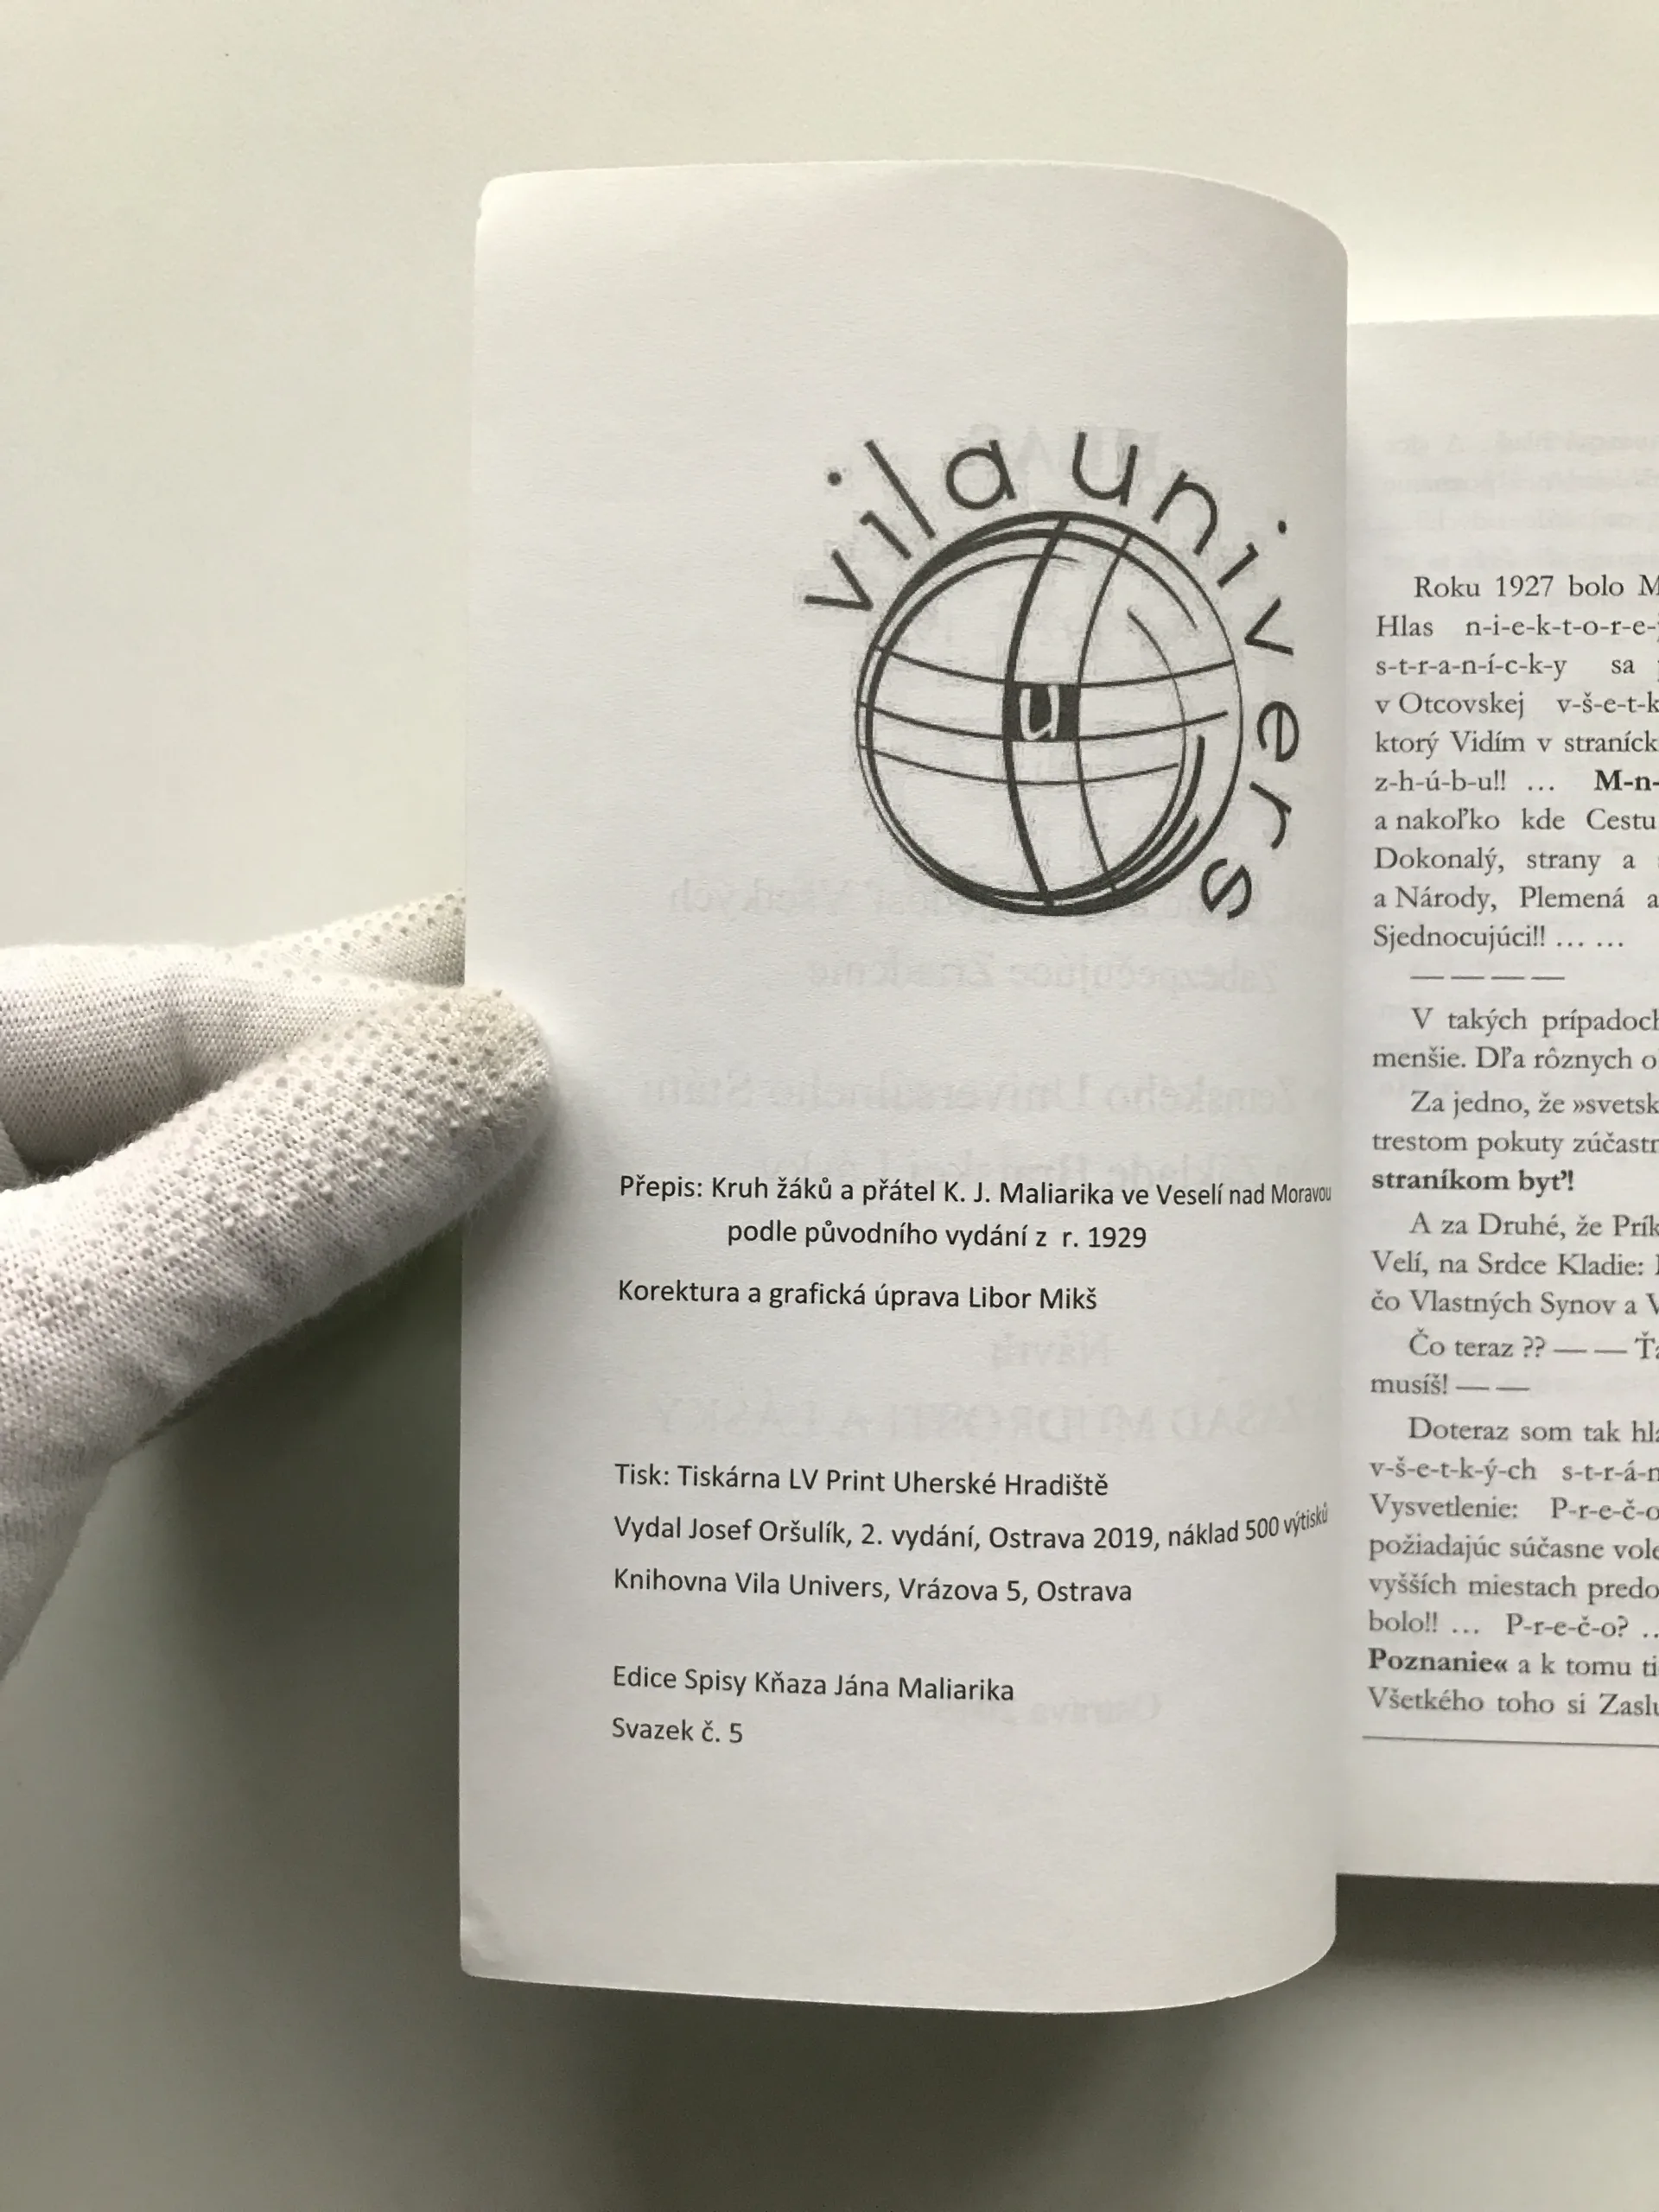 vila univers
u
Přepis: Kruh žáků a přátel K. J. Maliarika ve Veselí nad Moravou
podle původního vydání z r. 1929
Korektura a grafická úprava Libor Mikš
Tisk: Tiskárna LV Print Uherské Hradiště
Vydal Josef Oršulík, 2. vydání, Ostrava 2019, náklad 500 výtisků
Knihovna Vila Univers, Vrázova 5, Ostrava
Edice Spisy Kňaza Jána Maliarika
Svazek č. 5
Roku 1927 bolo
Hlas n-i-e-k-t-o-r-e-
s-t-r-a-n-í-c-k-y sa
v Otcovskej v-š-e-t-k
ktorý Vidím v straníck
z-h-ú-b-u!! … M-n-
a nakoľko kde Cestu
Dokonalý, strany a
a Národy, Plemená a
Sjednocujúci!! … …
— — — —
V takých prípadoch
menšie. Dľa rôznych o
Za jedno, že »svetsk
trestom pokuty zúčastn
straníkom byť!
A za Druhé, že Prík
Velí, na Srdce Kladie:
čo Vlastných Synov a V
Čo teraz ?? — — Ťa
musíš! — —
Doteraz som tak hla
v-š-e-t-k-ý-ch s-t-r-á-n
Vysvetlenie: P-r-e-č-o
požiadajúc súčasne vole
vyšších miestach predo
bolo!! … P-r-e-č-o? ..
Poznanie« a k tomu ti
Všetkého toho si Zaslu